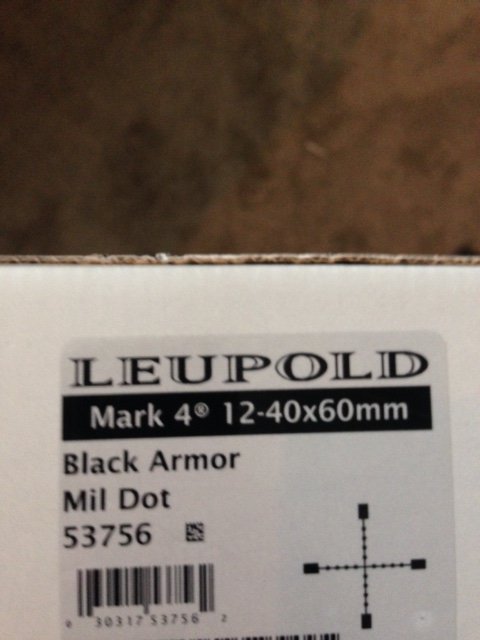 LEUPOLD
Mark 4® 12-40x60mm
Black Armor
Mil Dot
53756
0 30317 53756 2